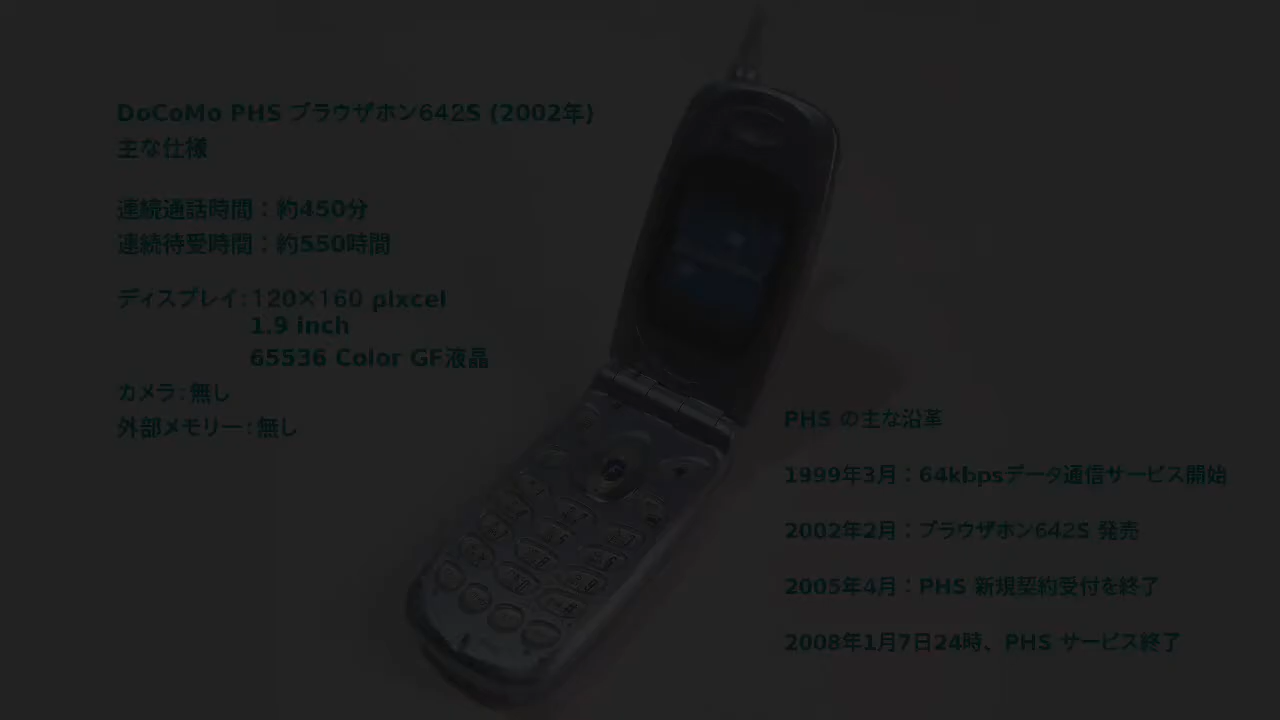 DoCoMo PHS ブラウザホン642S (2002年)
主な仕様
連続通話時間：約450分
連続待受時間：約550時間
ディスプレイ：120×160 pixcel
1.9 inch
65536 Color GF液晶
カメラ：無し
外部メモリー：無し
PHS の主な沿革
1999年3月：64kbpsデータ通信サービス開始
2002年2月：ブラウザホン642S 発売
2005年4月：PHS 新規契約受付を終了
2008年1月7日24時、PHS サービス終了